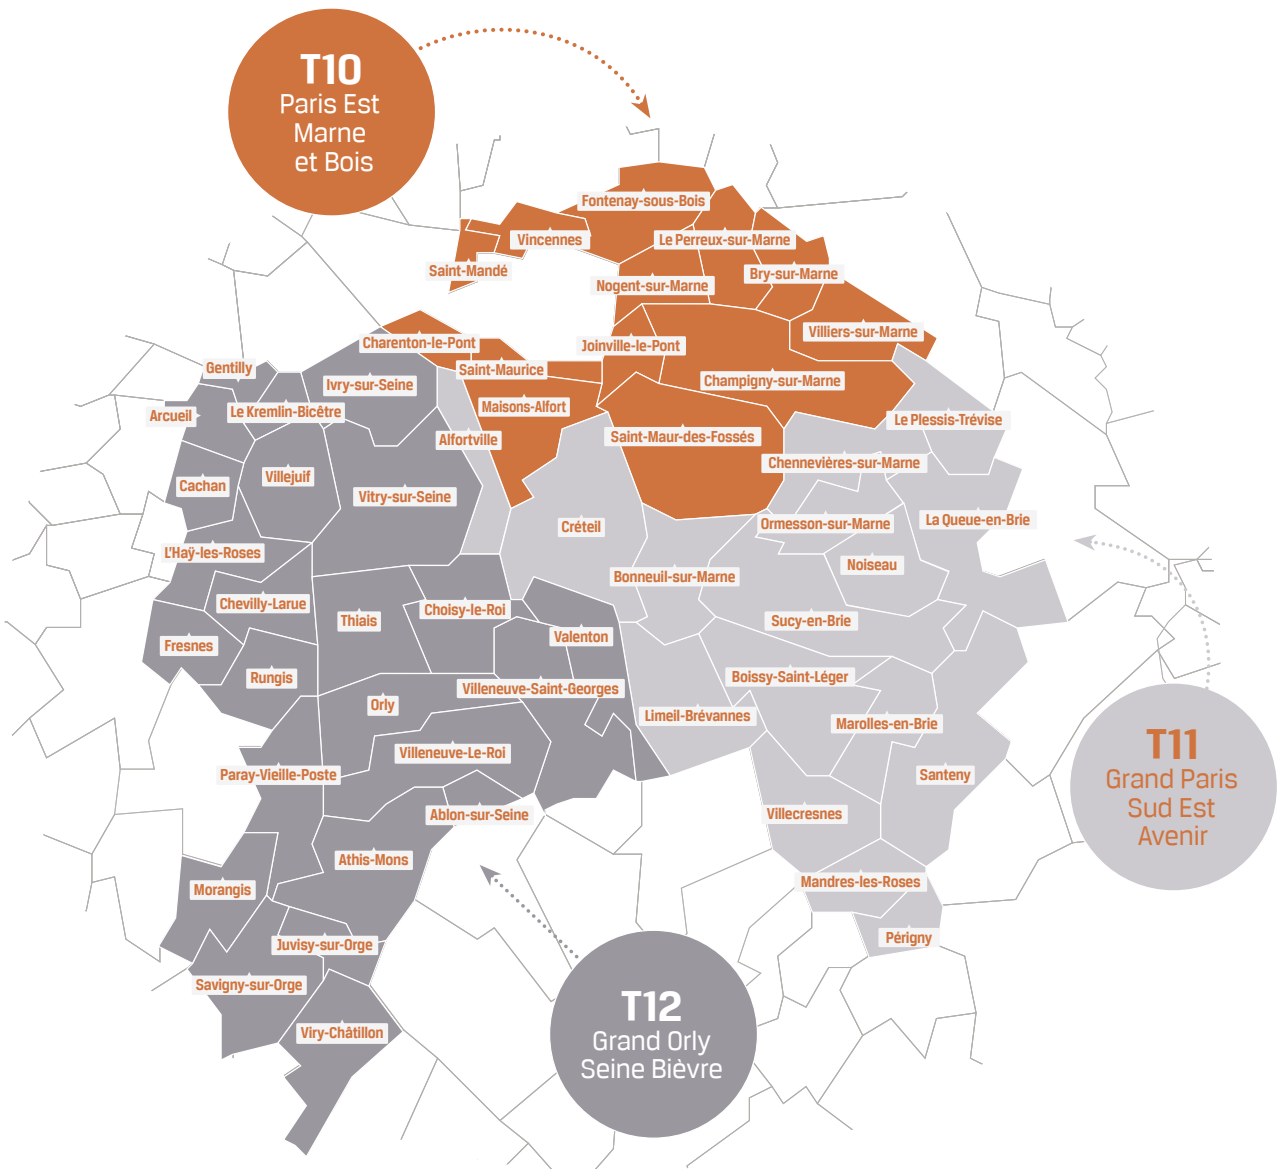 T10
Paris Est
Marne
et Bois
Fontenay-sous-Bois
Vincennes
Le Perreux-sur-Marne
Saint-Mandé
Bry-sur-Marne
Nogent-sur-Marne
Villiers-sur-Marne
Charenton-le-Pont
Joinville-le-Pont
Gentilly
Saint-Maurice
Ivry-sur-Seine
Champigny-sur-Marne
Arcueil
Le Kremlin-Bicêtre
Maisons-Alfort
Le Plessis-Trévise
Alfortville
Saint-Maur-des-Fossés
Chennevières-sur-Marne
Villejuif
Cachan
Vitry-sur-Seine
Créteil
Ormesson-sur-Marne
La Queue-en-Brie
L'Haÿ-les-Roses
Noiseau
Bonneuil-sur-Marne
Chevilly-Larue
Choisy-le-Roi
Thiais
Sucy-en-Brie
Valenton
Fresnes
Rungis
Boissy-Saint-Léger
Villeneuve-Saint-Georges
Orly
Limeil-Brévannes
Marolles-en-Brie
Villeneuve-Le-Roi
Paray-Vieille-Poste
Santeny
T11
Grand Paris
Sud Est
Avenir
Ablon-sur-Seine
Villecresnes
Athis-Mons
Mandres-les-Roses
Morangis
Périgny
Juvisy-sur-Orge
Savigny-sur-Orge
Viry-Châtillon
T12
Grand Orly
Seine Bièvre